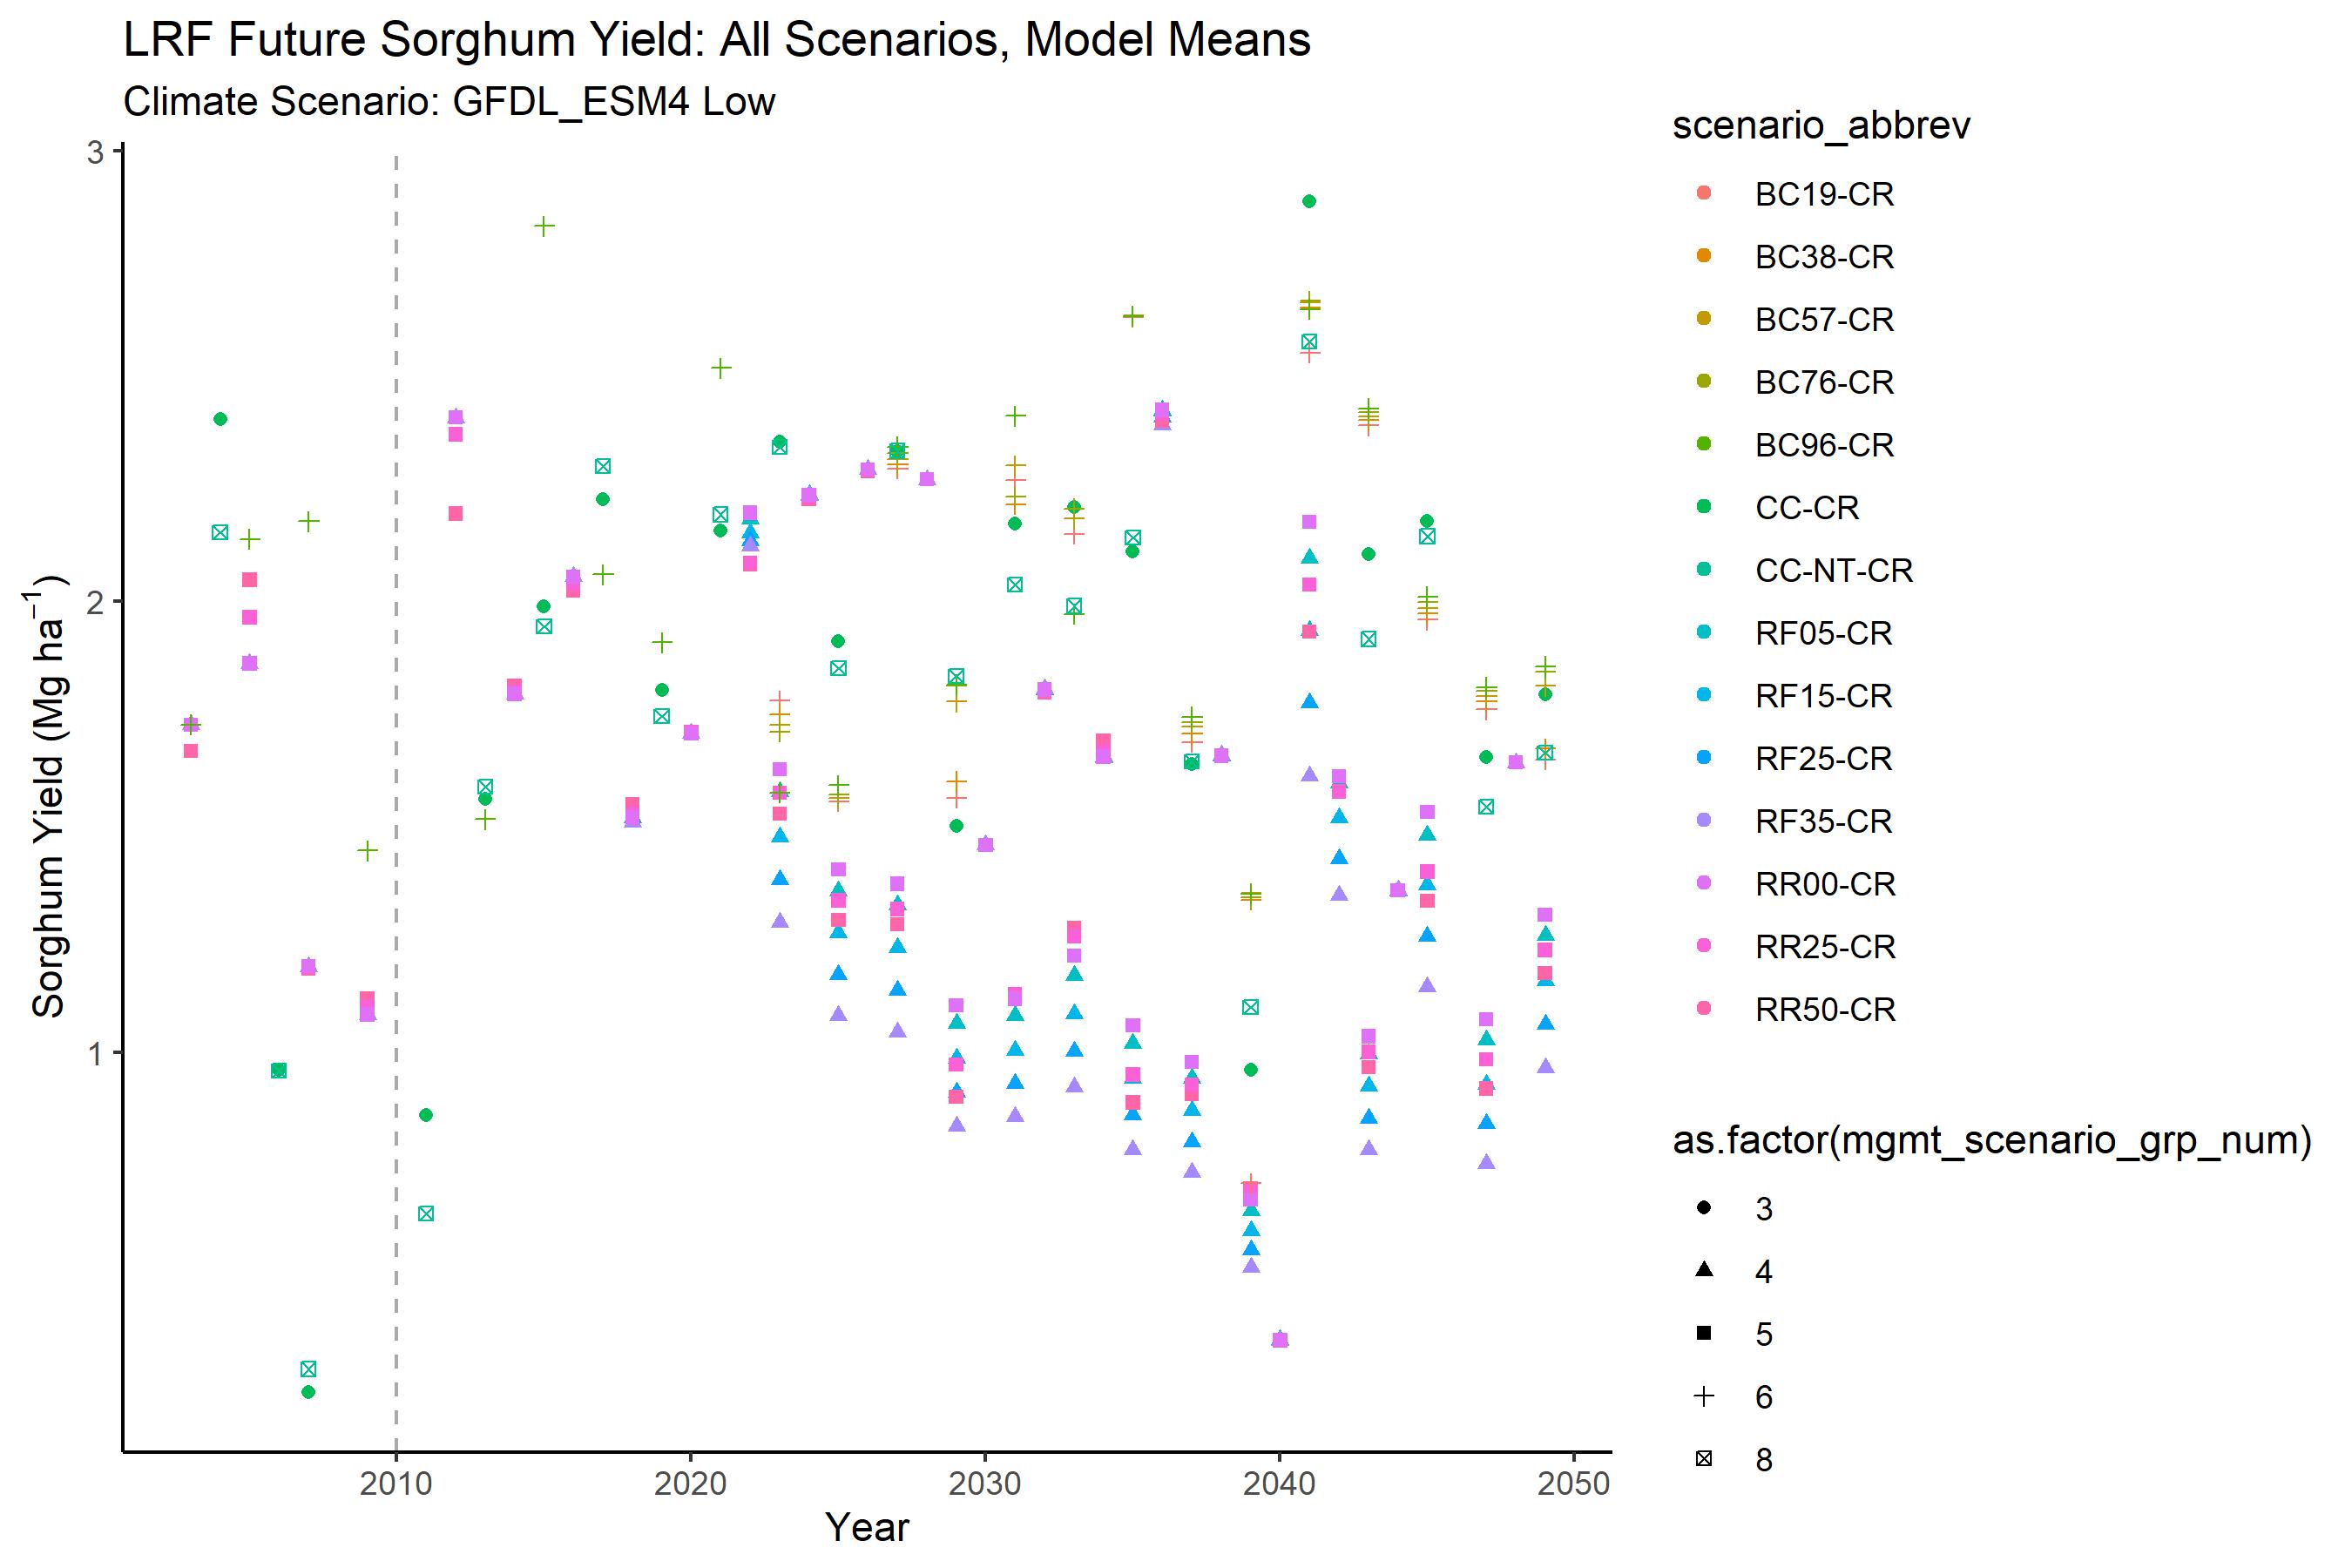 LRF Future Sorghum Yield: All Scenarios, Model Means
Climate Scenario: GFDL_ESM4 Low
Sorghum Yield (Mg ha⁻¹)
3
2
1
2010
2020
2030
2040
2050
Year
scenario_abbrev
BC19-CR
BC38-CR
BC57-CR
BC76-CR
BC96-CR
CC-CR
CC-NT-CR
RF05-CR
RF15-CR
RF25-CR
RF35-CR
RR00-CR
RR25-CR
RR50-CR
as.factor(mgmt_scenario_grp_num)
3
4
5
6
8